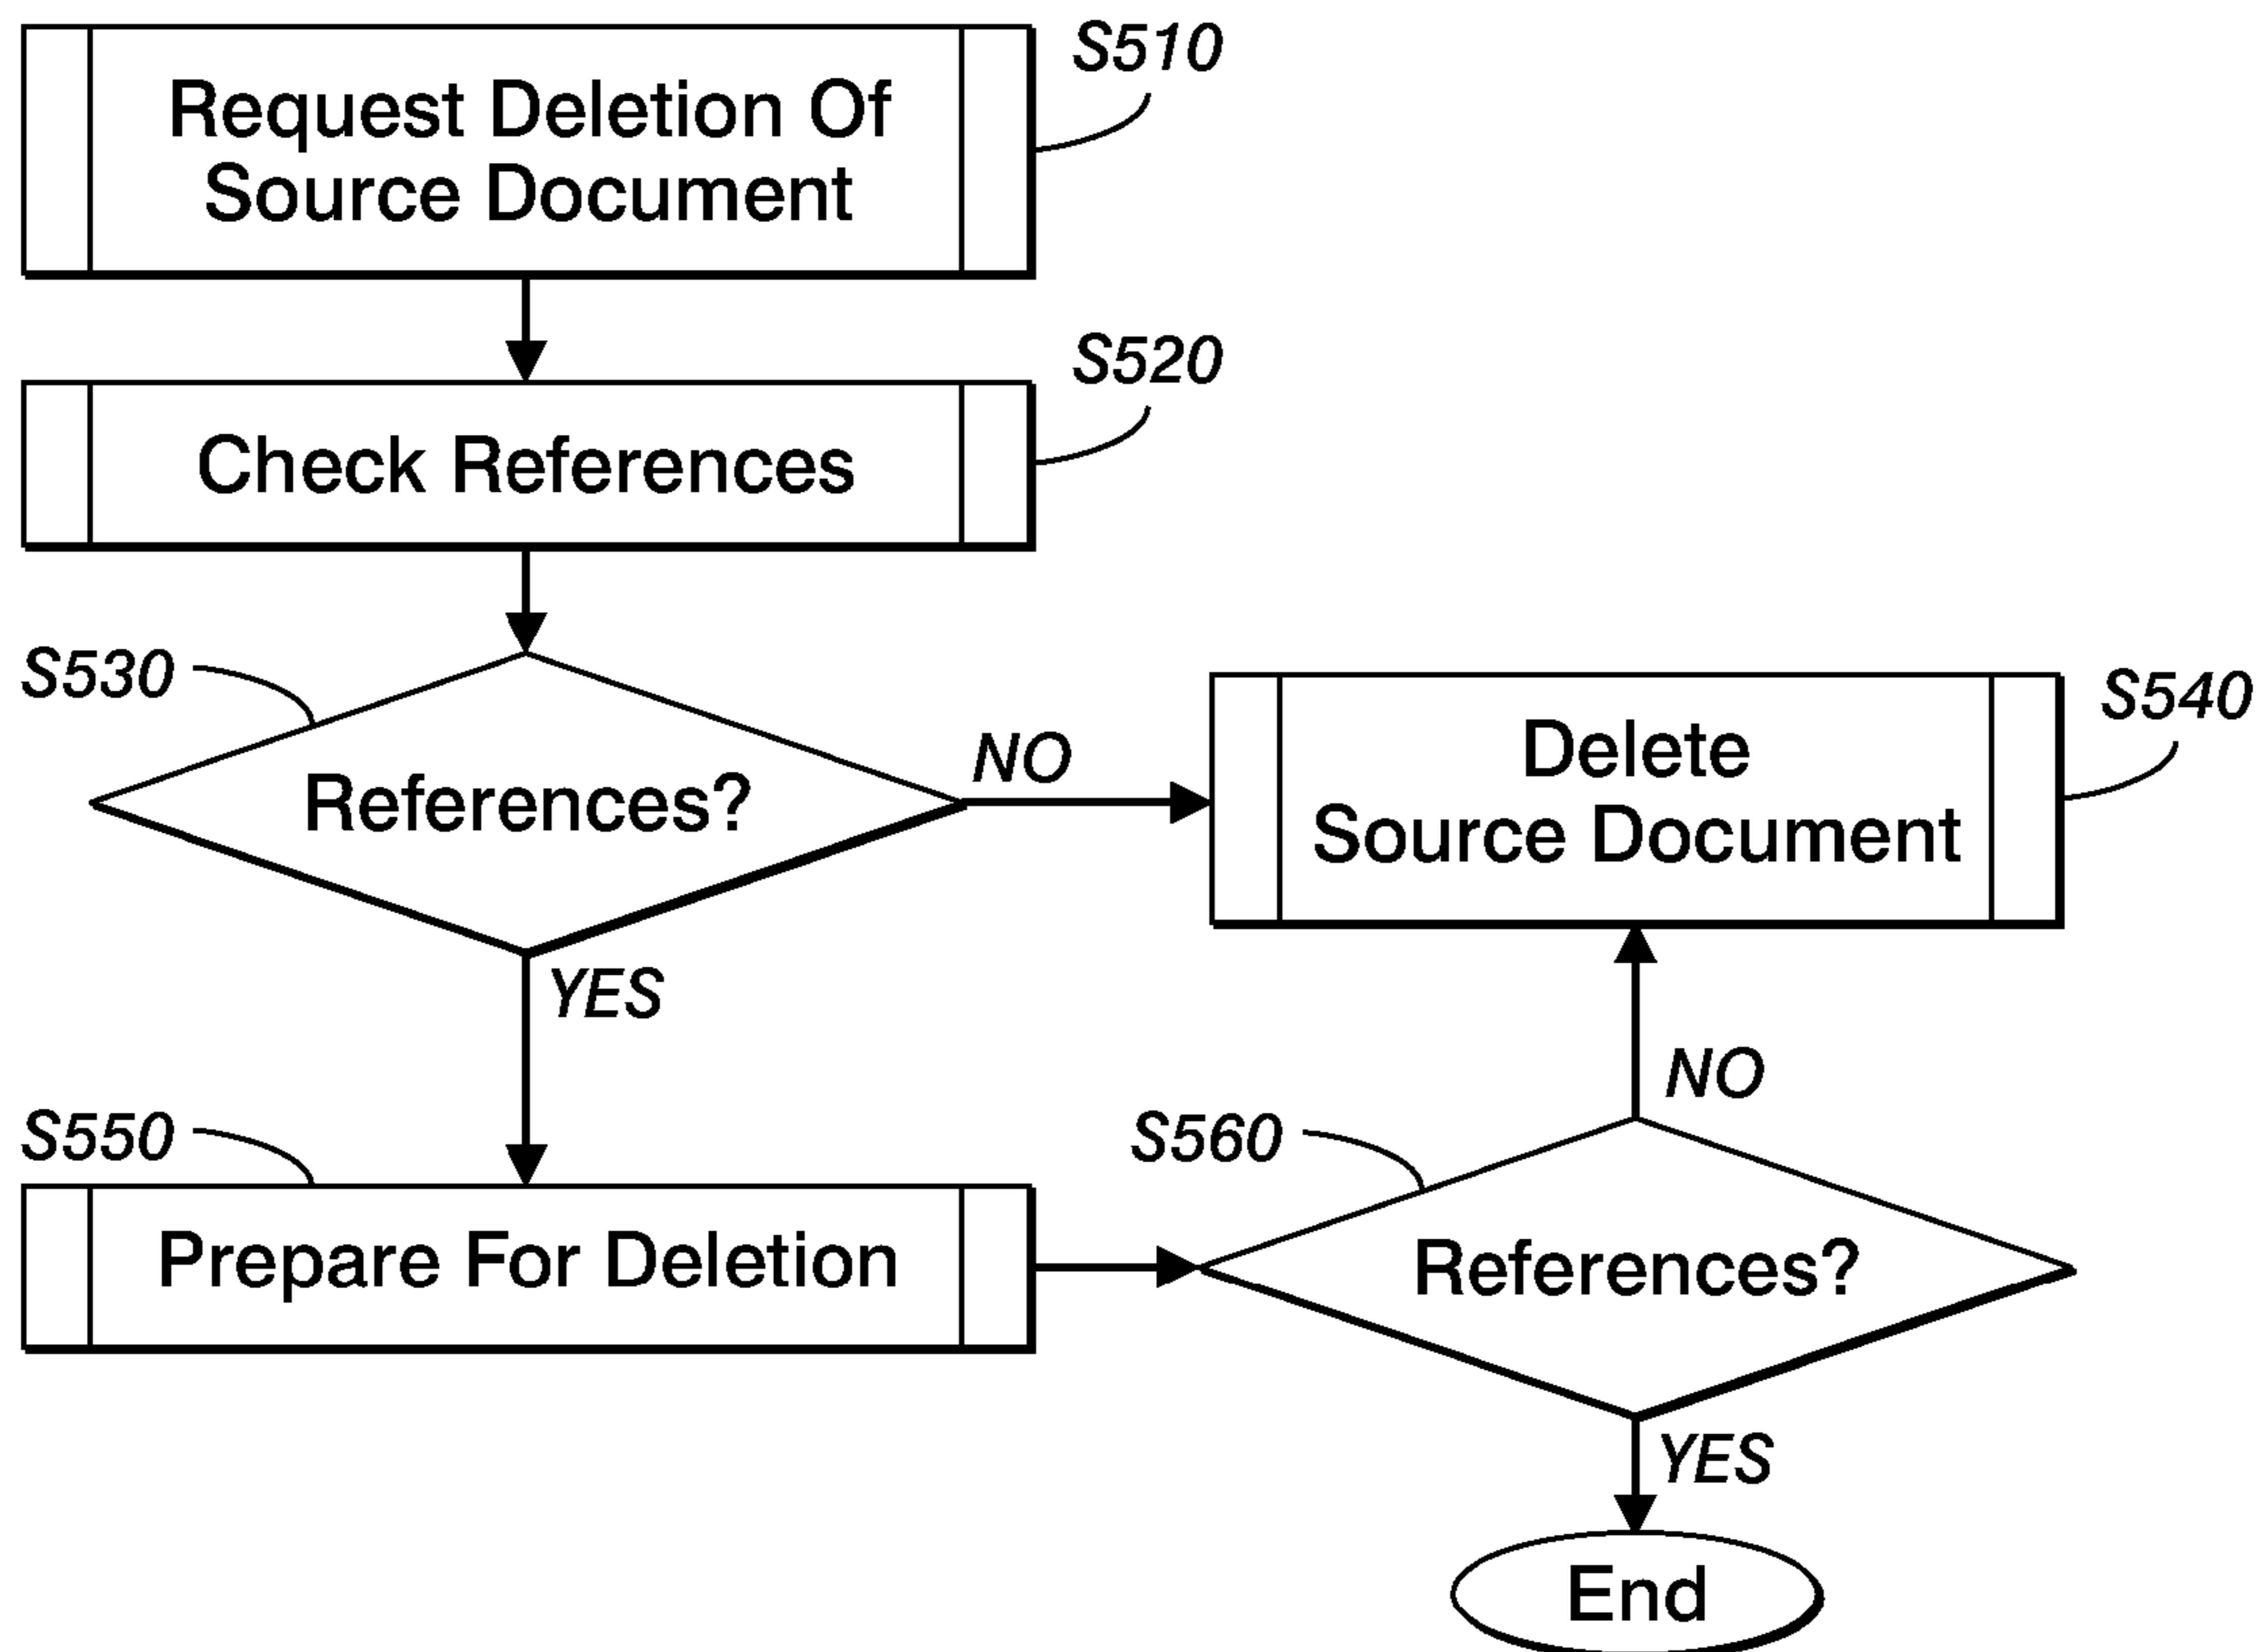 Request Deletion Of
Source Document
S510
Check References
S520
S530
References?
NO
YES
Delete
Source Document
S540
S550
Prepare For Deletion
S560
References?
NO
YES
End